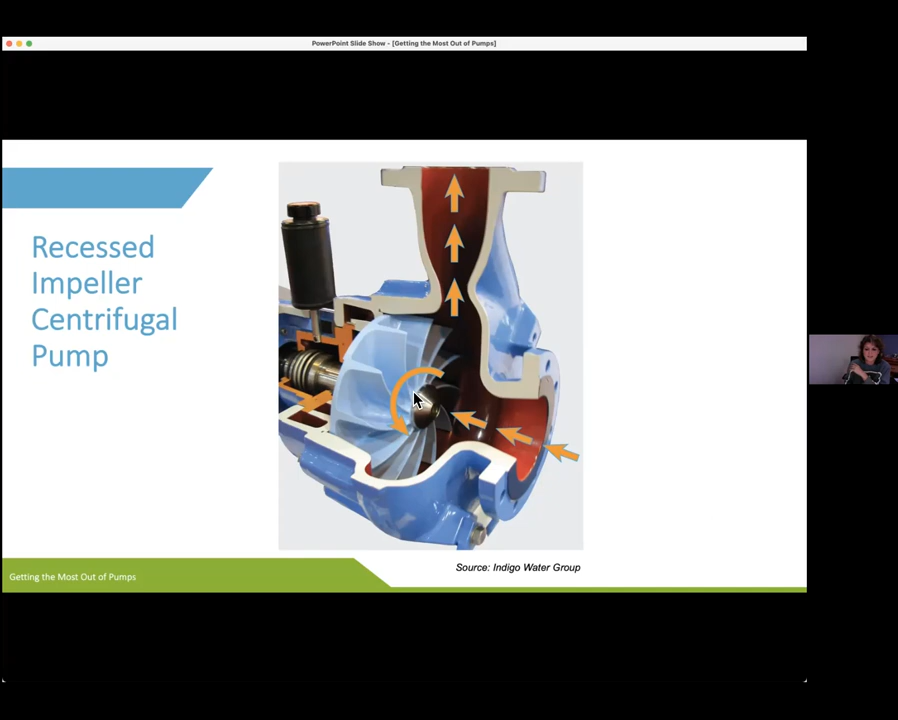 PowerPoint Slide Show - [Getting the Most Out of Pumps]
Recessed
Impeller
Centrifugal
Pump
Source: Indigo Water Group
Getting the Most Out of Pumps